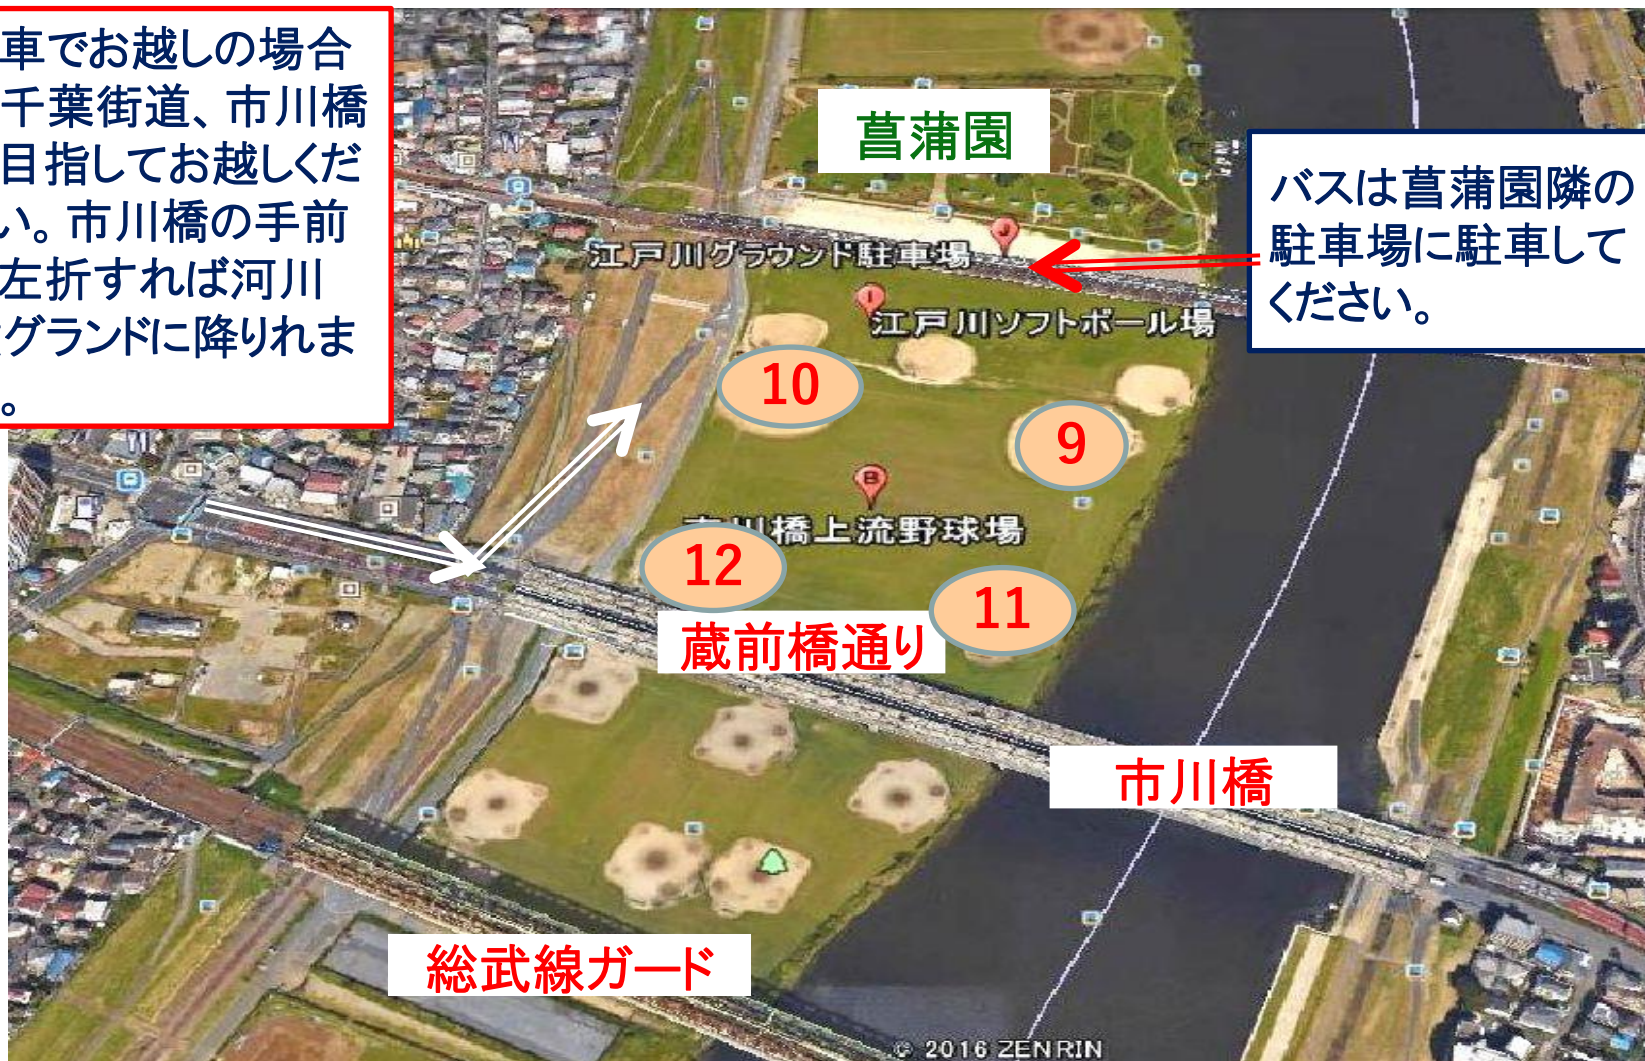 車でお越しの場合
千葉街道、市川橋
目指してお越しくだ
い。市川橋の手前
左折すれば河川
グランドに降りれま
。
菖蒲園
バスは菖蒲園隣の
駐車場に駐車して
ください。
江戸川グラウンド駐車場
J
I
江戸川ソフトボール場
10
9
B
川橋上流野球場
12
11
蔵前橋通り
市川橋
総武線ガード
© 2016 ZENRIN